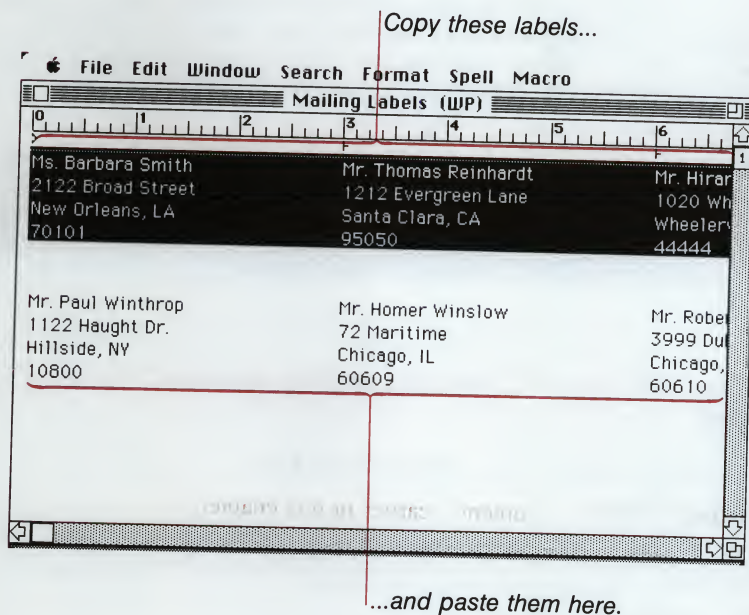 Copy these labels...
File Edit Window Search Format Spell Macro
Mailing Labels (WP)
0 1 2 3 4 5 6
1
Ms. Barbara Smith Mr. Thomas Reinhardt Mr. Hirar
2122 Broad Street 1212 Evergreen Lane 1020 Wh
New Orleans, LA Santa Clara, CA Wheelerv
70101 95050 44444
Mr. Paul Winthrop Mr. Homer Winslow Mr. Rober
1122 Haught Dr. 72 Maritime 3999 Dul
Hillside, NY Chicago, IL Chicago,
10800 60609 60610
...and paste them here.